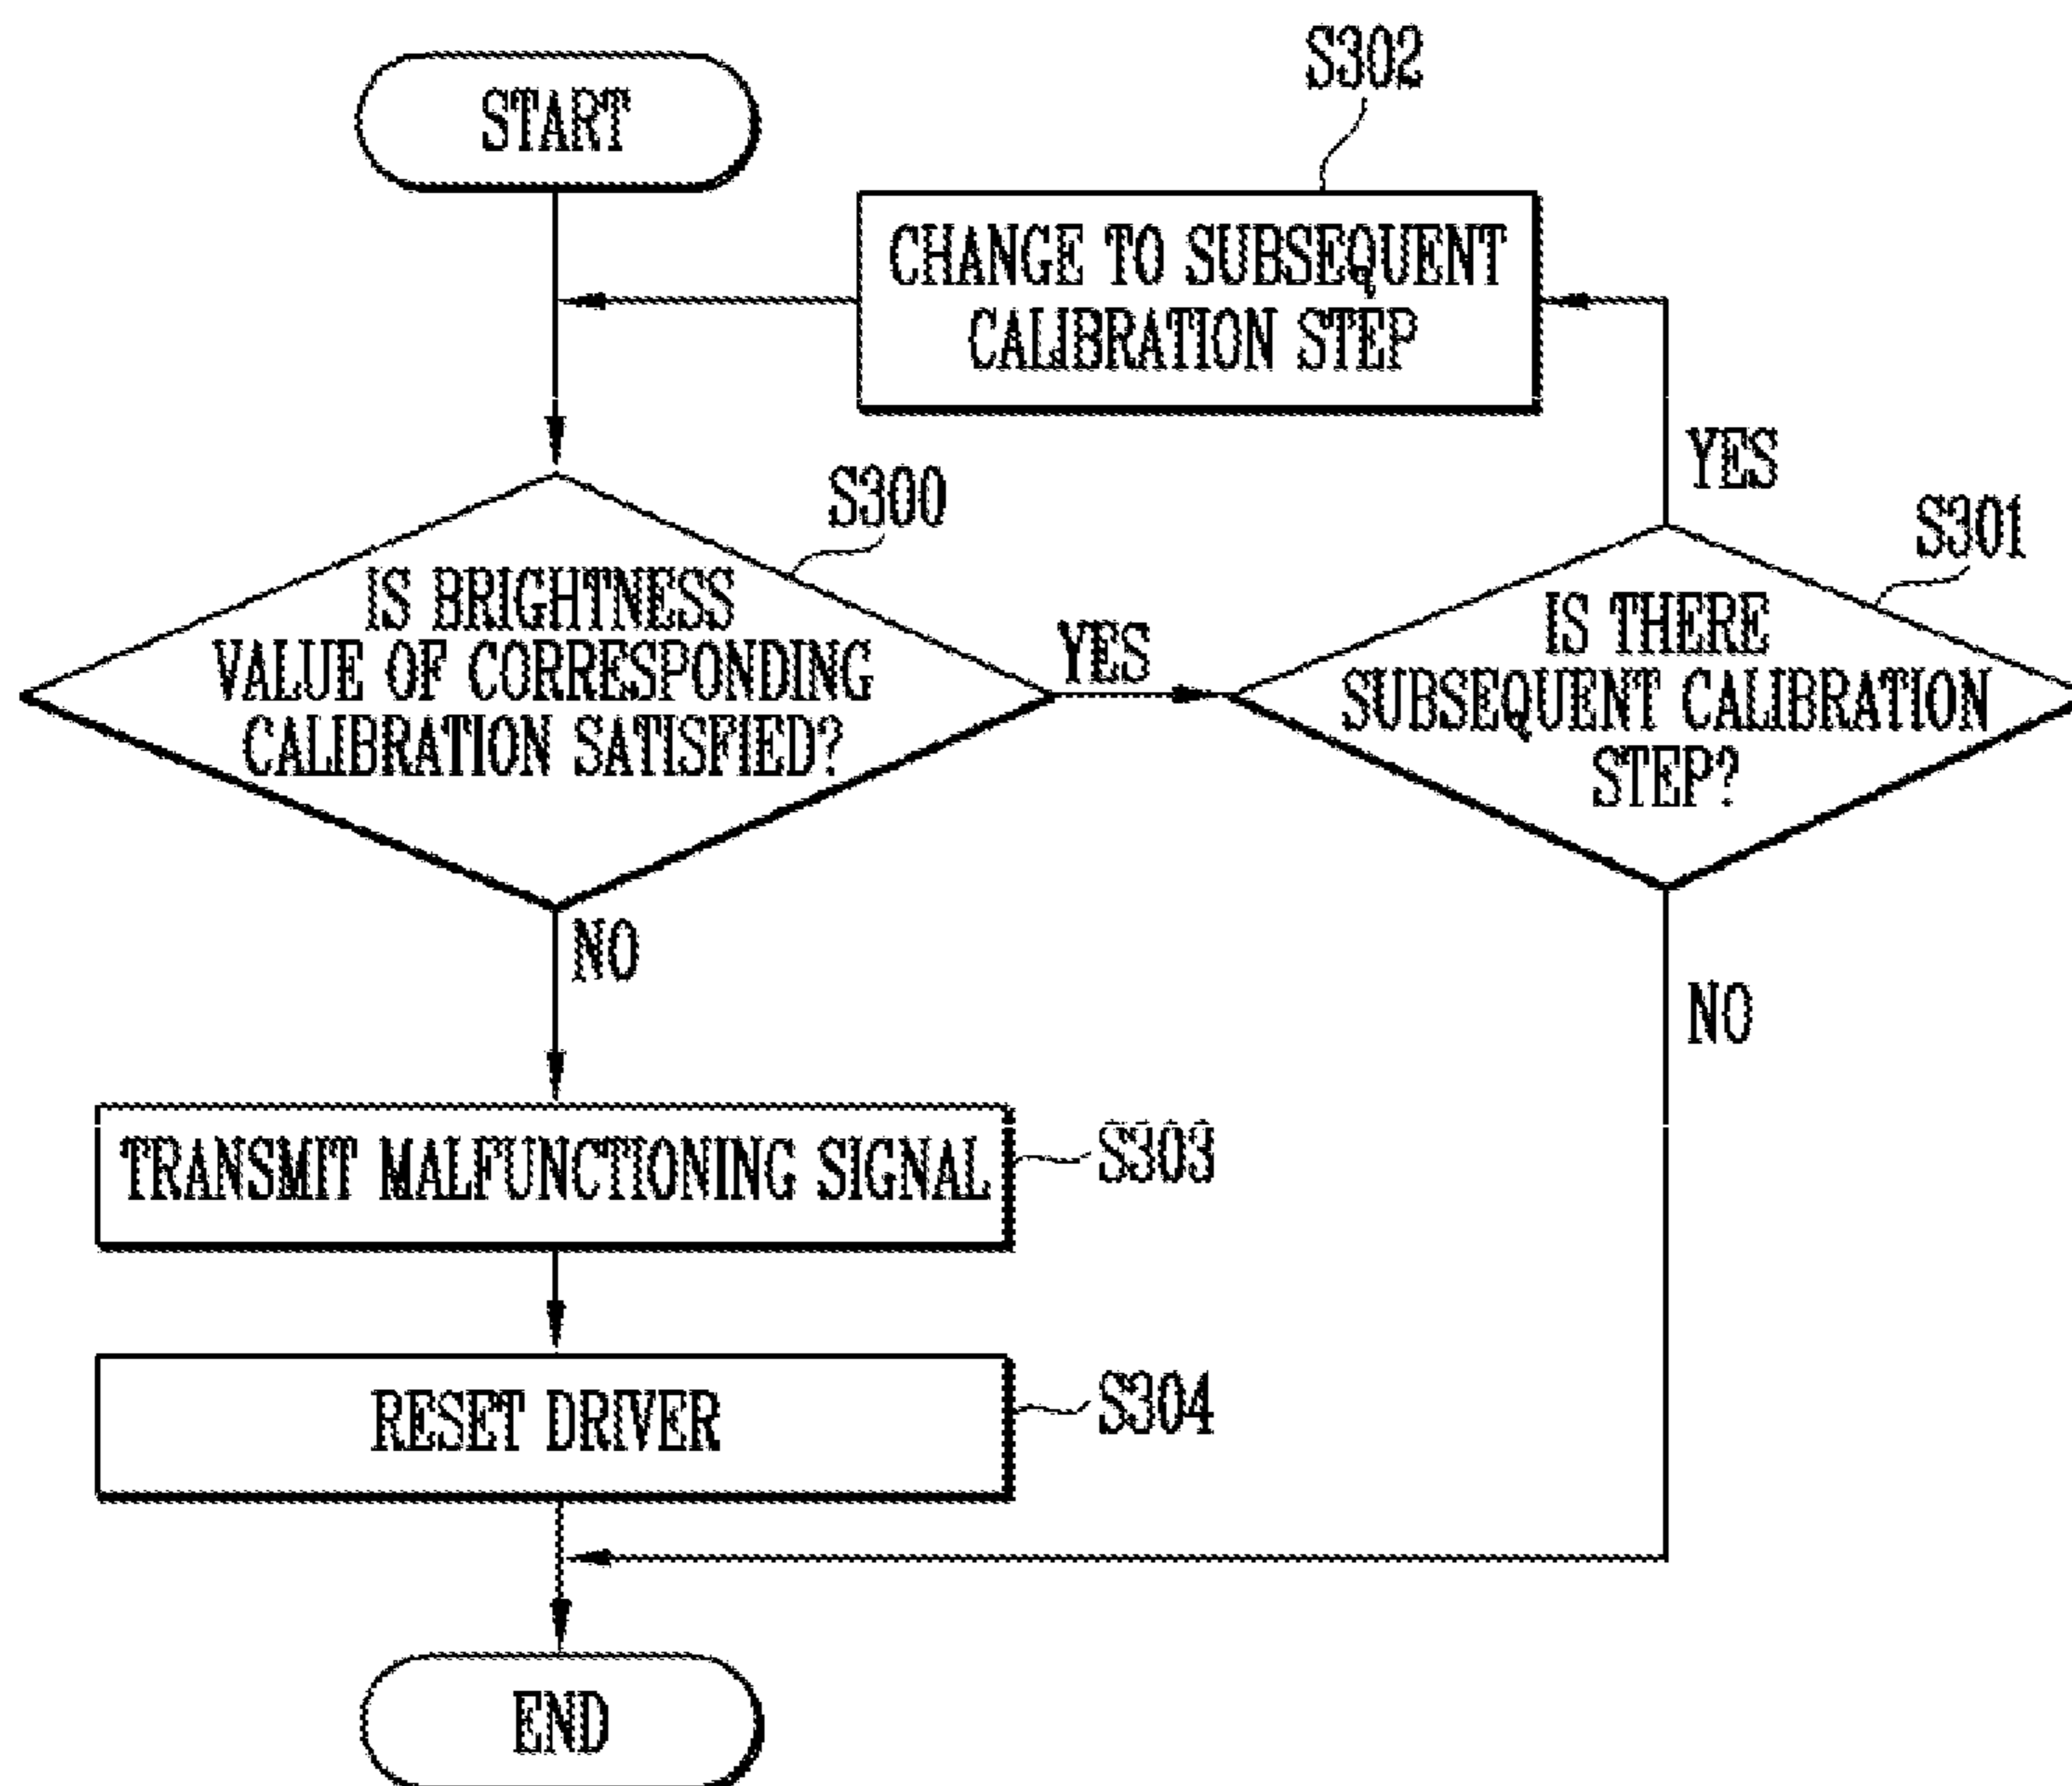 START
S302
CHANGE TO SUBSEQUENT
CALIBRATION STEP
YES
S300
S301
IS BRIGHTNESS
VALUE OF CORRESPONDING
CALIBRATION SATISFIED?
YES
IS THERE
SUBSEQUENT CALIBRATION
STEP?
NO
NO
TRANSMIT MALFUNCTIONING SIGNAL
S303
RESET DRIVER
S304
END